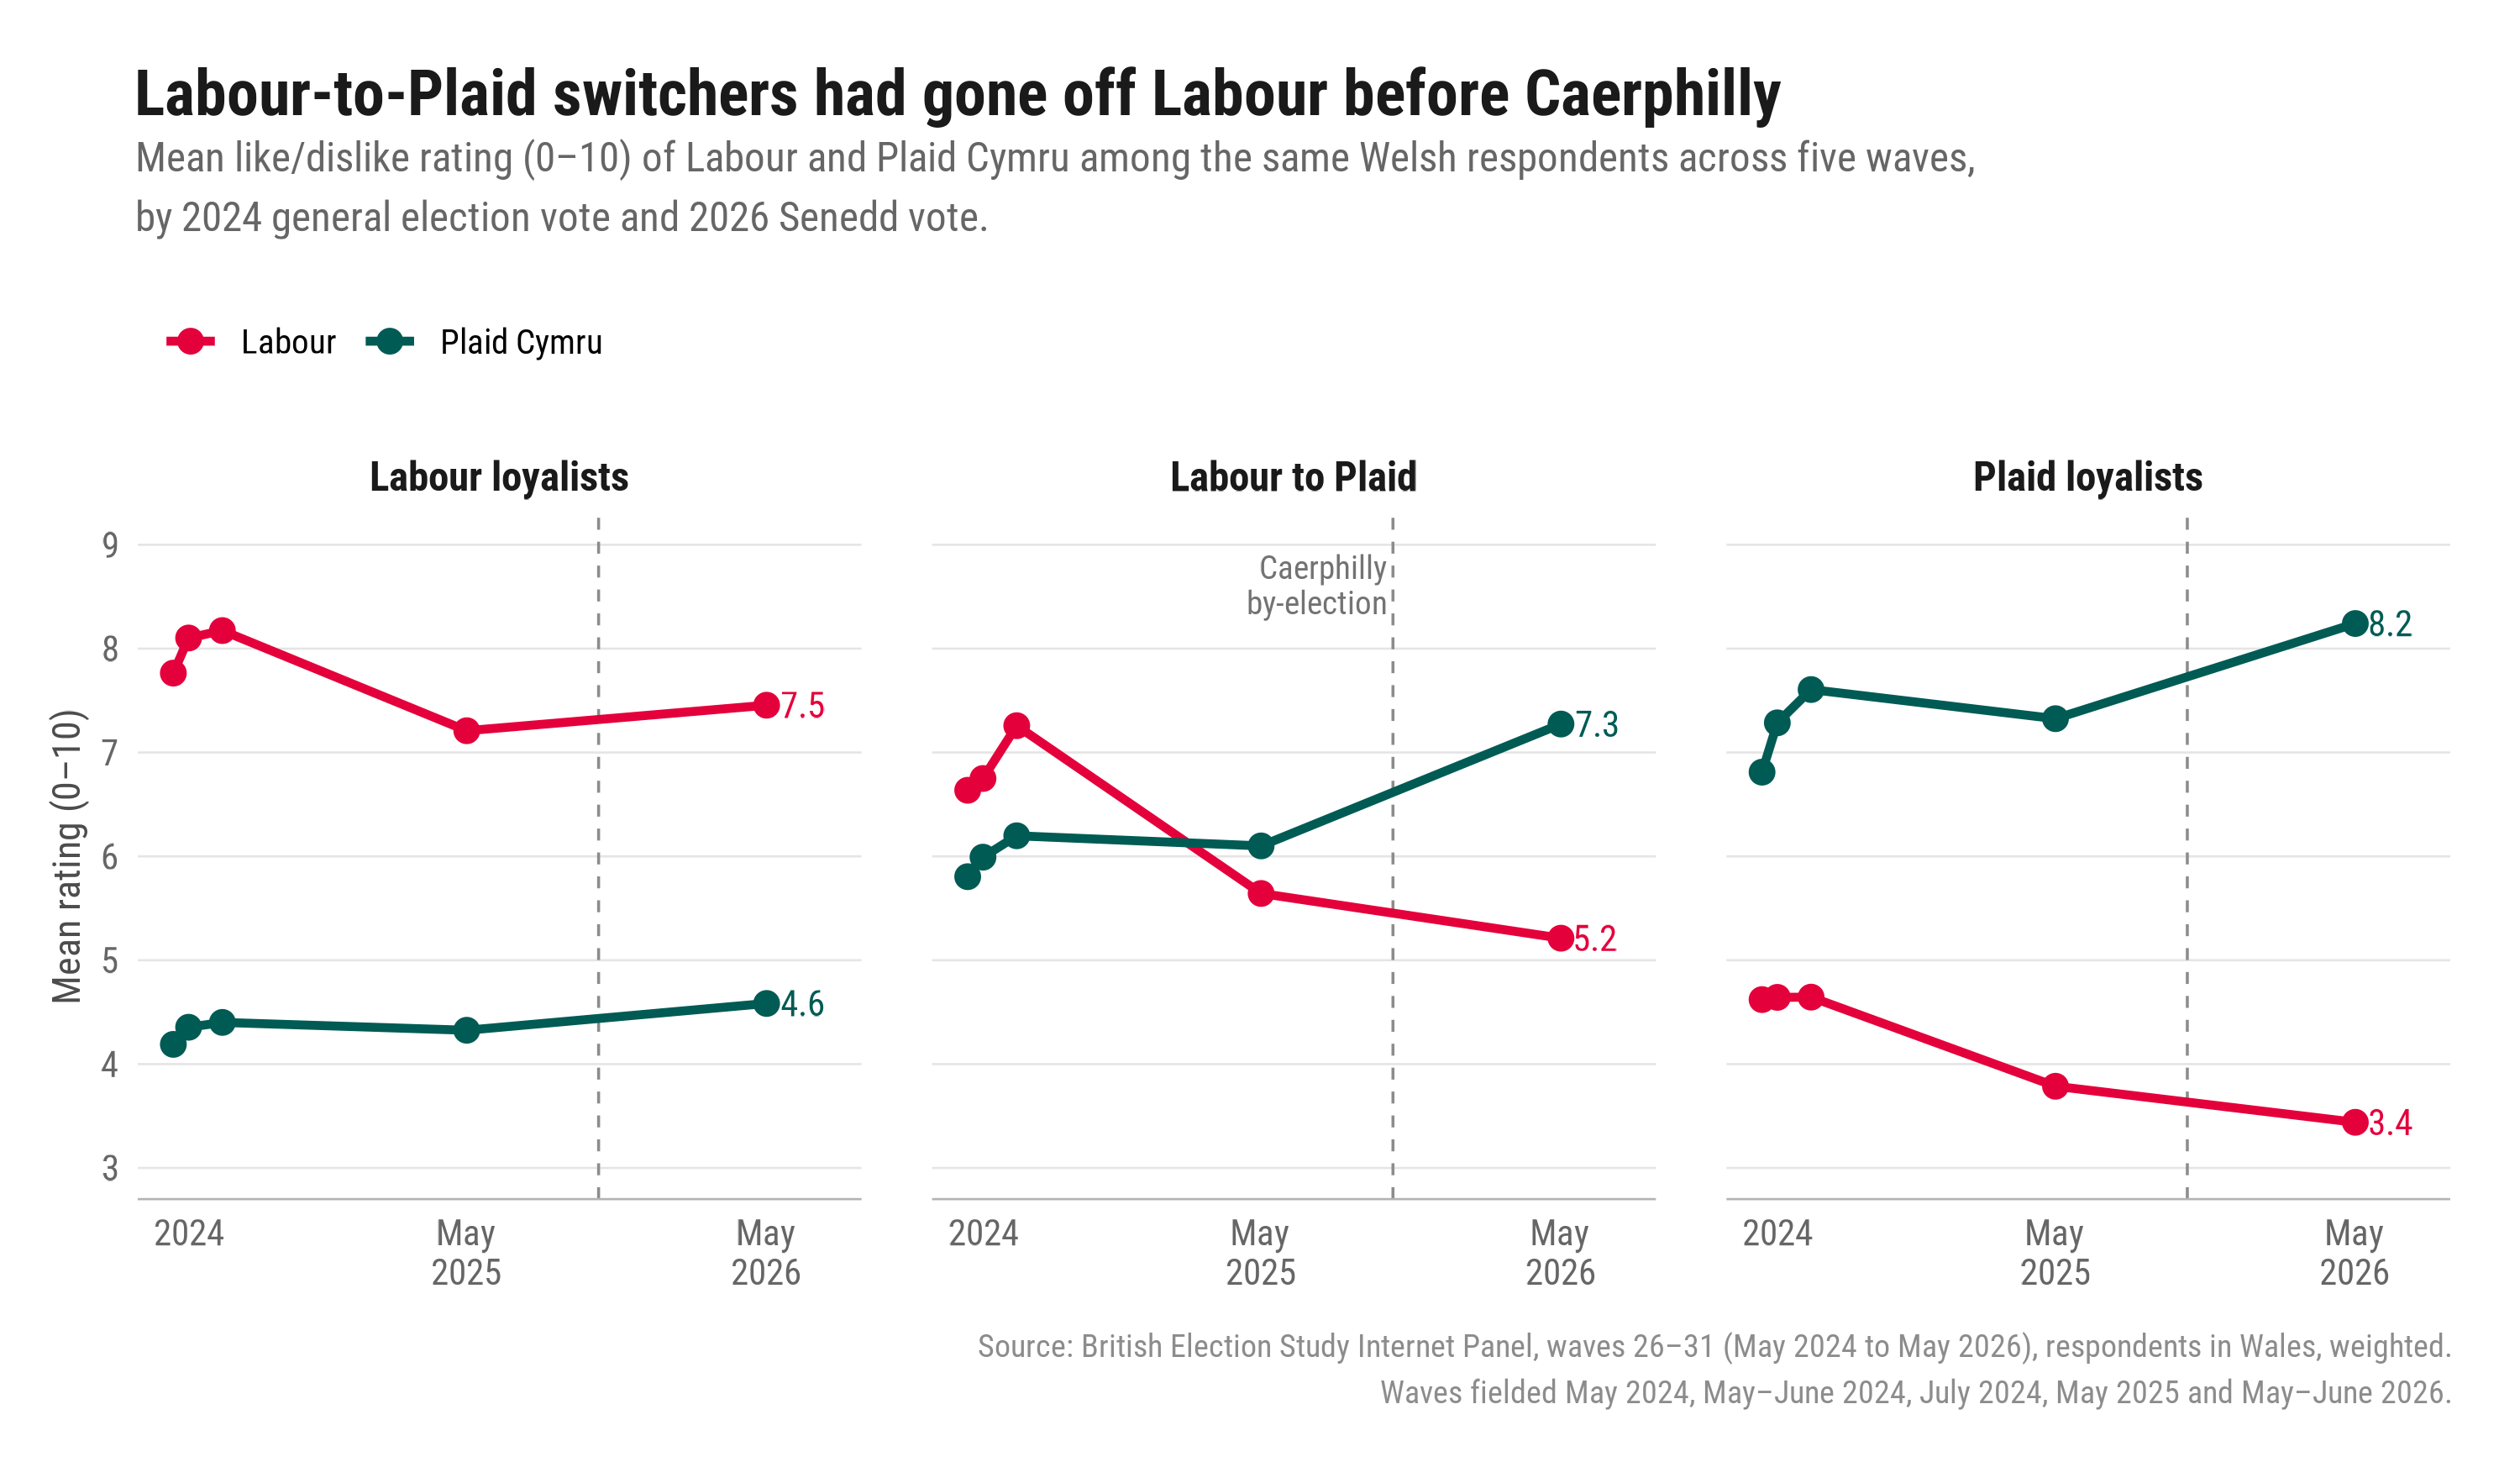 Labour-to-Plaid switchers had gone off Labour before Caerphilly
Mean like/dislike rating (0–10) of Labour and Plaid Cymru among the same Welsh respondents across five waves,
by 2024 general election vote and 2026 Senedd vote.
Labour
Plaid Cymru
Labour loyalists
Labour to Plaid
Plaid loyalists
Mean rating (0–10)
9
8
7
6
5
4
3
7.5
4.6
Caerphilly
by-election
7.3
5.2
8.2
3.4
2024
May
2025
May
2026
2024
May
2025
May
2026
2024
May
2025
May
2026
Source: British Election Study Internet Panel, waves 26–31 (May 2024 to May 2026), respondents in Wales, weighted.
Waves fielded May 2024, May–June 2024, July 2024, May 2025 and May–June 2026.